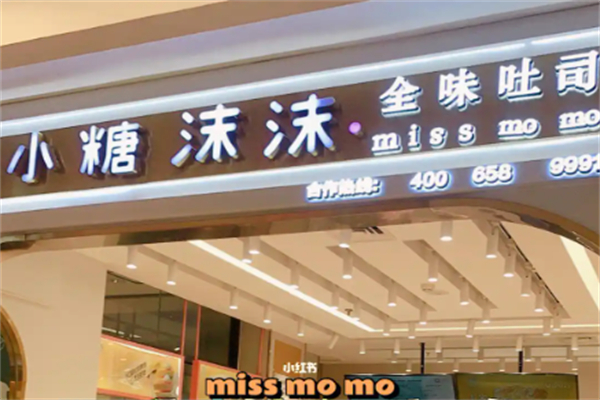 小糖 沫沫·全味吐司
miss mo mo
合作热线: 400 658 9991
小红书
miss mo mo